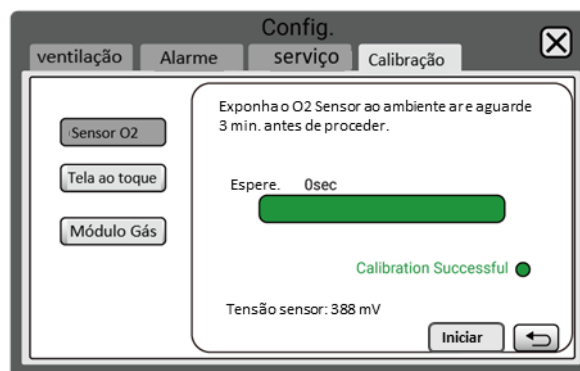 Config.
ventilação Alarme serviço Calibração
Exponha o O2 Sensor ao ambiente ar e aguarde
3 min. antes de proceder.
Sensor O2
Tela ao toque
Módulo Gás
Espere. 0sec
Calibration Successful
Tensão sensor: 388 mV
Iniciar